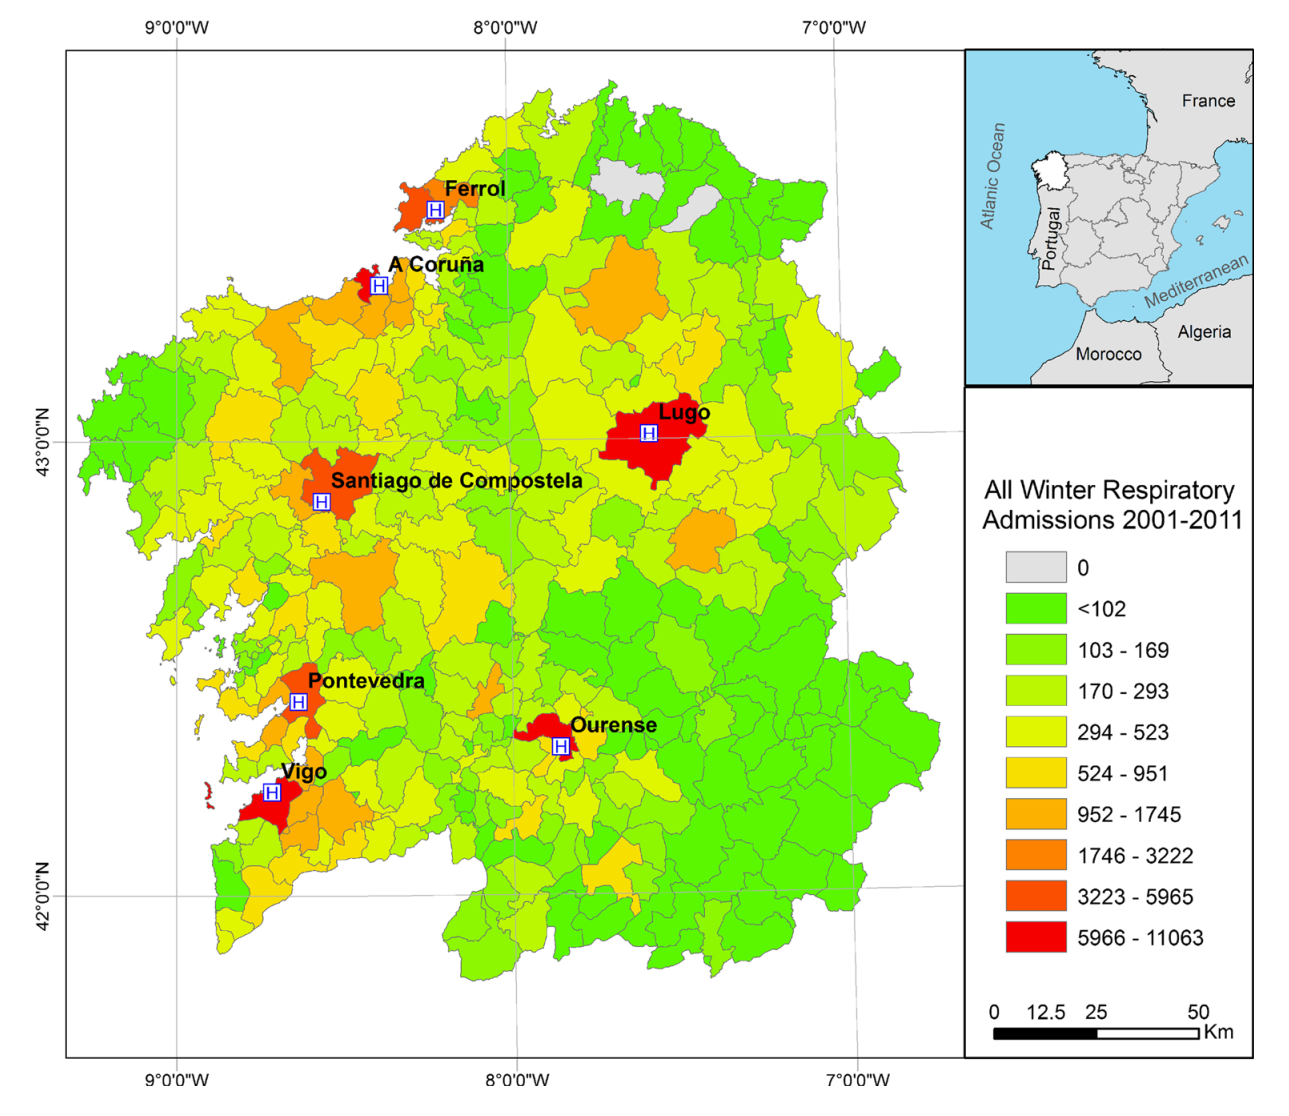 9°0'0"W 8°0'0"W 7°0'0"W
France
Atlanic Ocean
Portugal
Mediterranean
Algeria
Morocco
Ferrol
H
A Coruña
H
Lugo
H
43°0'0"N
Santiago de Compostela
H
Pontevedra
H
Ourense
H
Vigo
H
42°0'0"N
All Winter Respiratory
Admissions 2001-2011
0
<102
103 - 169
170 - 293
294 - 523
524 - 951
952 - 1745
1746 - 3222
3223 - 5965
5966 - 11063
0 12.5 25 50
Km
9°0'0"W 8°0'0"W 7°0'0"W